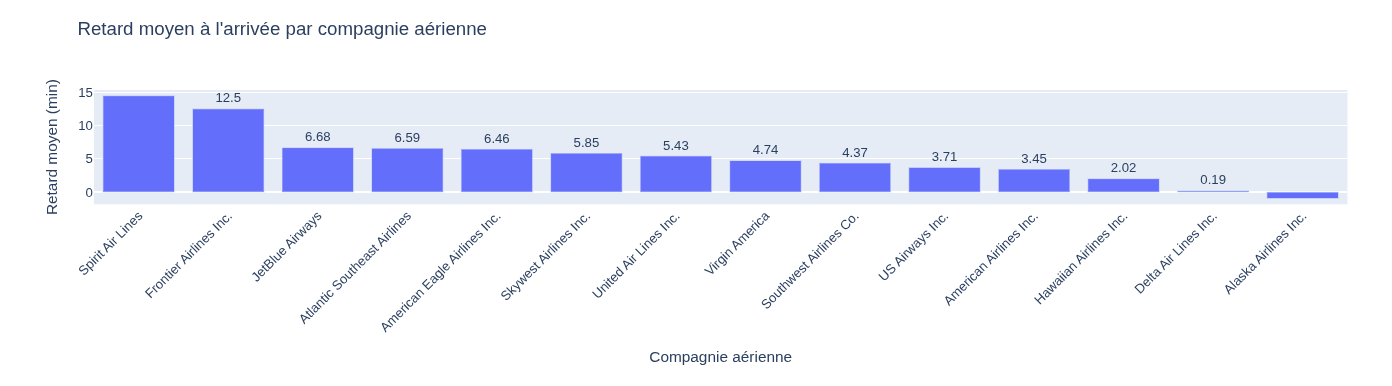 Retard moyen à l'arrivée par compagnie aérienne
Retard moyen (min)
15
10
5
0
12.5
6.68
6.59
6.46
5.85
5.43
4.74
4.37
3.71
3.45
2.02
0.19
Spirit Air Lines
Frontier Airlines Inc.
JetBlue Airways
Atlantic Southeast Airlines
American Eagle Airlines Inc.
Skywest Airlines Inc.
United Air Lines Inc.
Virgin America
Southwest Airlines Co.
US Airways Inc.
American Airlines Inc.
Hawaiian Airlines Inc.
Delta Air Lines Inc.
Alaska Airlines Inc.
Compagnie aérienne